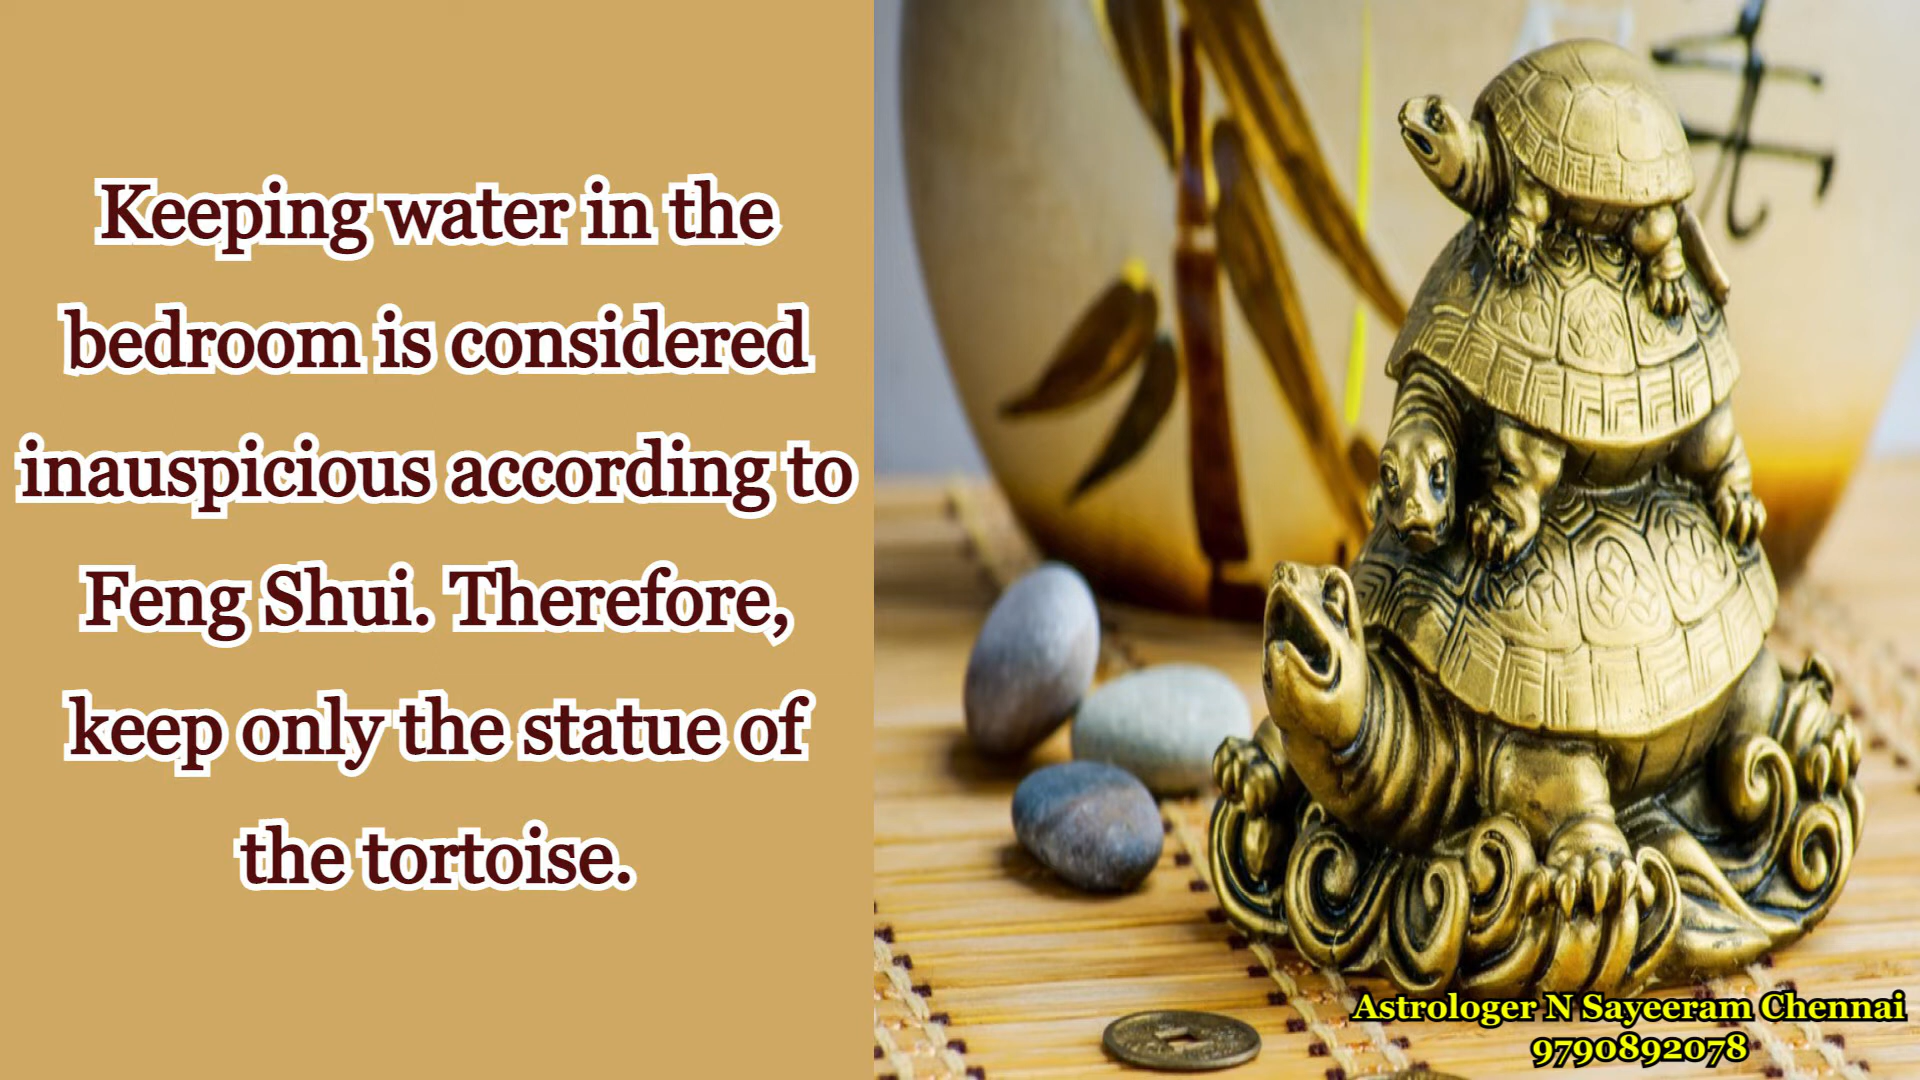 Keeping water in the
bedroom is considered
inauspicious according to
Feng Shui. Therefore,
keep only the statue of
the tortoise.
Astrologer N Sayeeram Chennai
9790892078